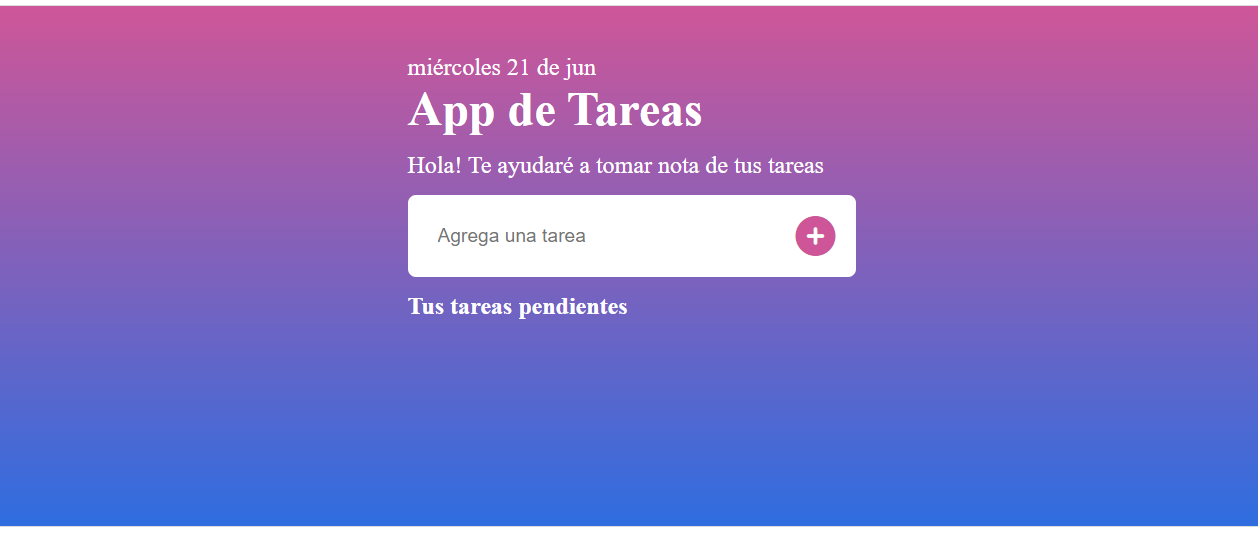 miércoles 21 de jun
App de Tareas
Hola! Te ayudaré a tomar nota de tus tareas
Agrega una tarea
Tus tareas pendientes